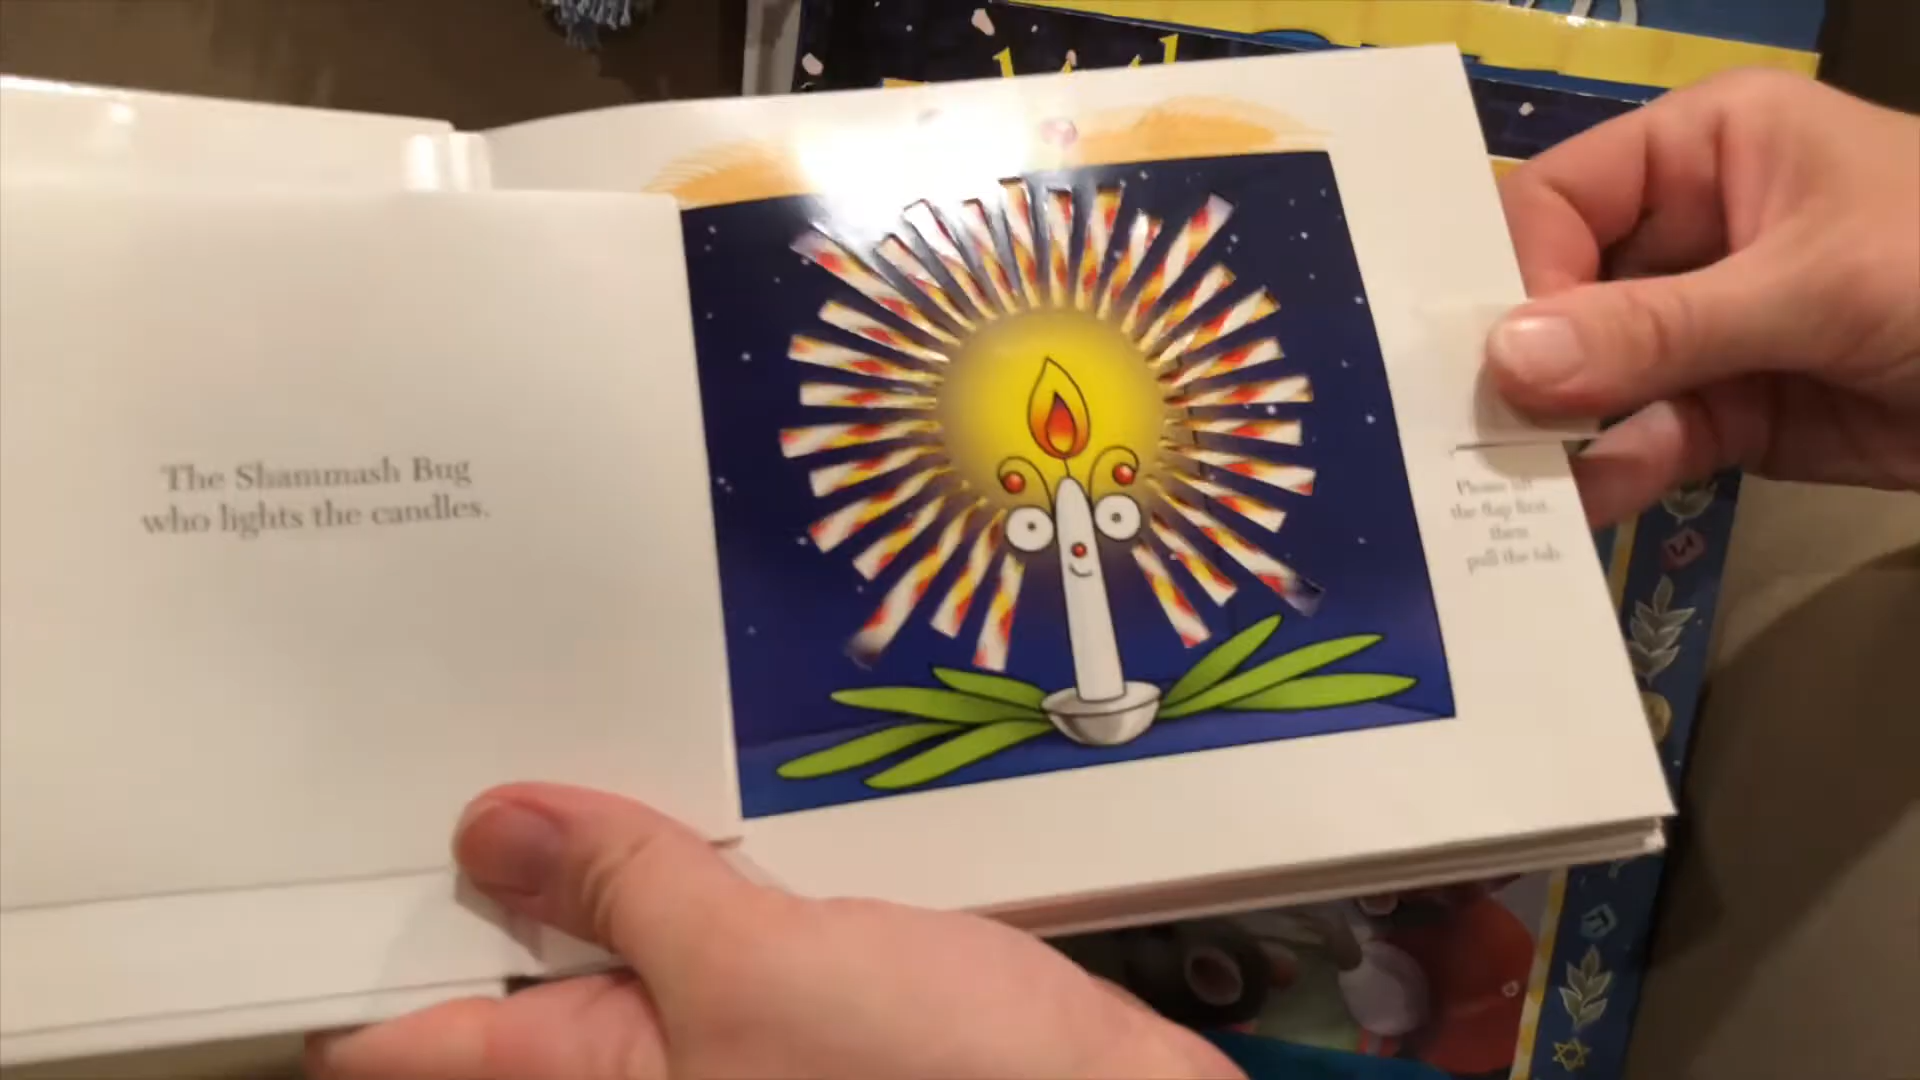 The Shammash Bug
who lights the candles.
Please lift
the flap first,
then
pull the tab.